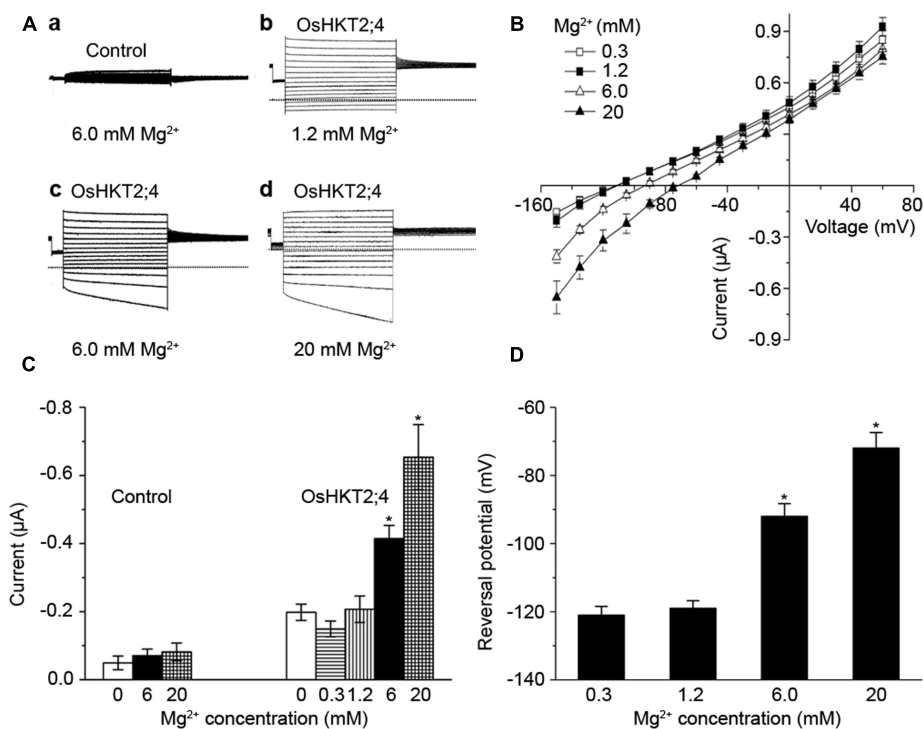 A
a
Control
6.0 mM Mg²⁺
b
OsHKT2;4
1.2 mM Mg²⁺
c
OsHKT2;4
6.0 mM Mg²⁺
d
OsHKT2;4
20 mM Mg²⁺
B
Mg²⁺ (mM)
0.3
1.2
6.0
20
0.9
0.6
-0.3
-0.6
-0.9
-160
-80
-40
0
40
80
Voltage (mV)
Current (µA)
C
-0.8
-0.6
-0.4
-0.2
0.0
Current (µA)
Control
OsHKT2;4
* *
0 6 20 0 0.3 1.2 6 20
Mg²⁺ concentration (mM)
D
-60
-80
-100
-120
-140
Reversal potential (mV)
* *
0.3 1.2 6.0 20
Mg²⁺ concentration (mM)